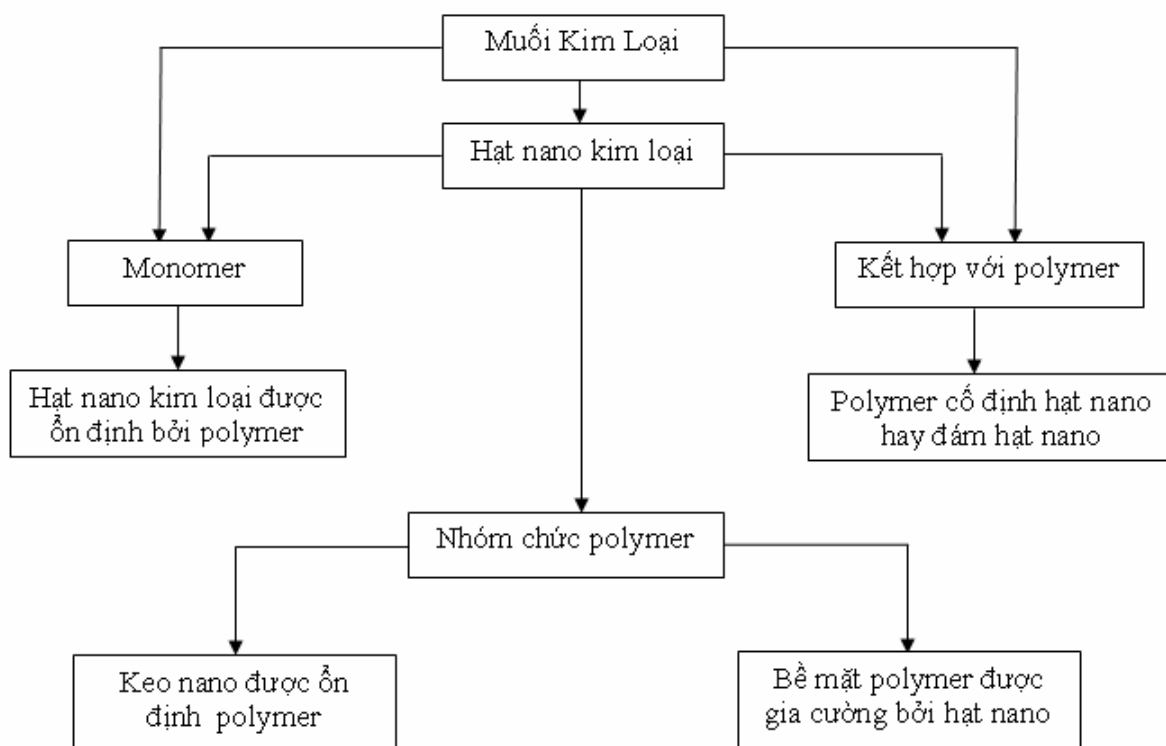 Muối Kim Loại
Hạt nano kim loại
Monomer
Kết hợp với polymer
Hạt nano kim loại được
ổn định bởi polymer
Polymer cố định hạt nano
hay đám hạt nano
Nhóm chức polymer
Keo nano được ổn
định polymer
Bề mặt polymer được
gia cường bởi hạt nano